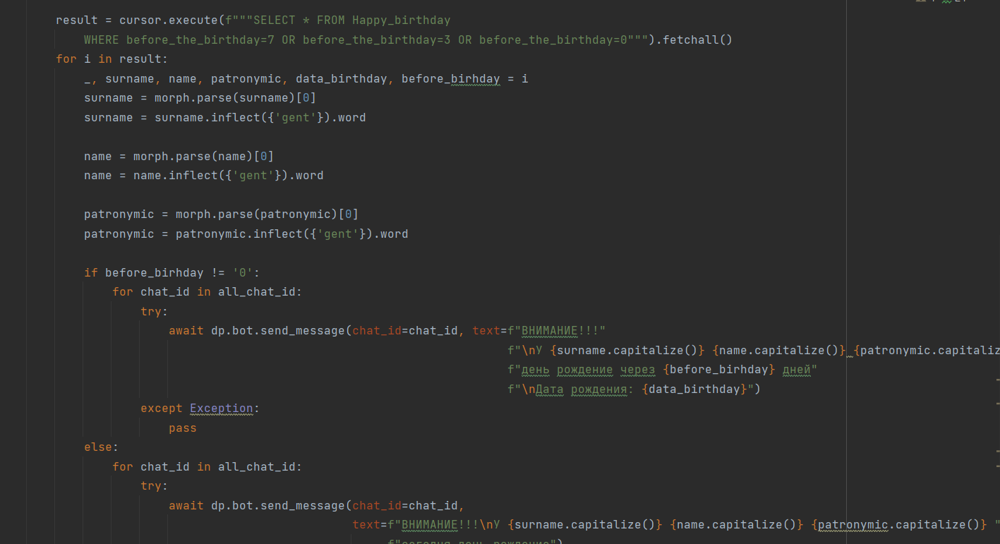 result = cursor.execute(f"""SELECT * FROM Happy_birthday
WHERE before_the_birthday=7 OR before_the_birthday=3 OR before_the_birthday=0""").fetchall()
for i in result:
_, surname, name, patronymic, data_birthday, before_birhday = i
surname = morph.parse(surname)[0]
surname = surname.inflect({'gent'}).word
name = morph.parse(name)[0]
name = name.inflect({'gent'}).word
patronymic = morph.parse(patronymic)[0]
patronymic = patronymic.inflect({'gent'}).word
if before_birhday != '0':
for chat_id in all_chat_id:
try:
await dp.bot.send_message(chat_id=chat_id, text=f"ВНИМАНИЕ!!!"
f"\nУ {surname.capitalize()} {name.capitalize()} {patronymic.capitaliz
f"день рождение через {before_birhday} дней"
f"\nДата рождения: {data_birthday}")
except Exception:
pass
else:
for chat_id in all_chat_id:
try:
await dp.bot.send_message(chat_id=chat_id,
text=f"ВНИМАНИЕ!!!\nУ {surname.capitalize()} {name.capitalize()} {patronymic.capitalize()} "
f"сегодня день рождение")